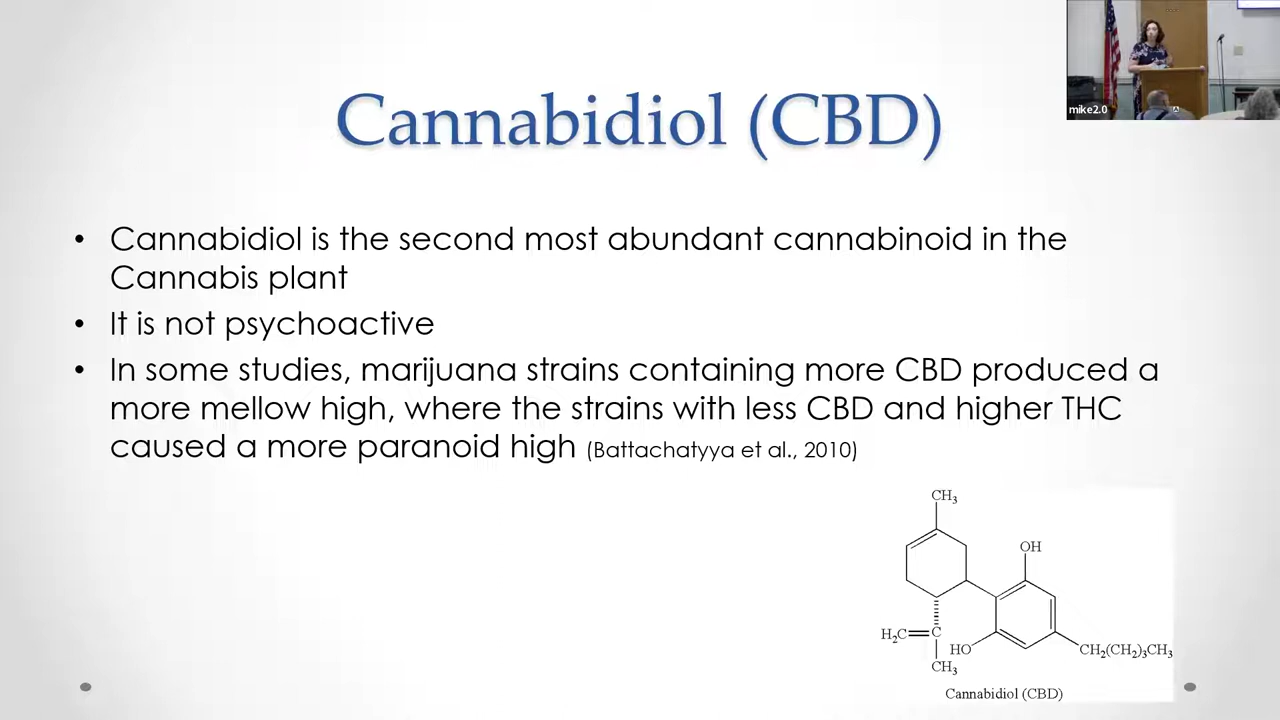 mike2.0
Cannabidiol (CBD)
• Cannabidiol is the second most abundant cannabinoid in the
Cannabis plant
• It is not psychoactive
• In some studies, marijuana strains containing more CBD produced a
more mellow high, where the strains with less CBD and higher THC
caused a more paranoid high (Battachatyya et al., 2010)
CH₃
OH
H₂C
C
HO
CH₂(CH₂)₃CH₃
CH₃
Cannabidiol (CBD)